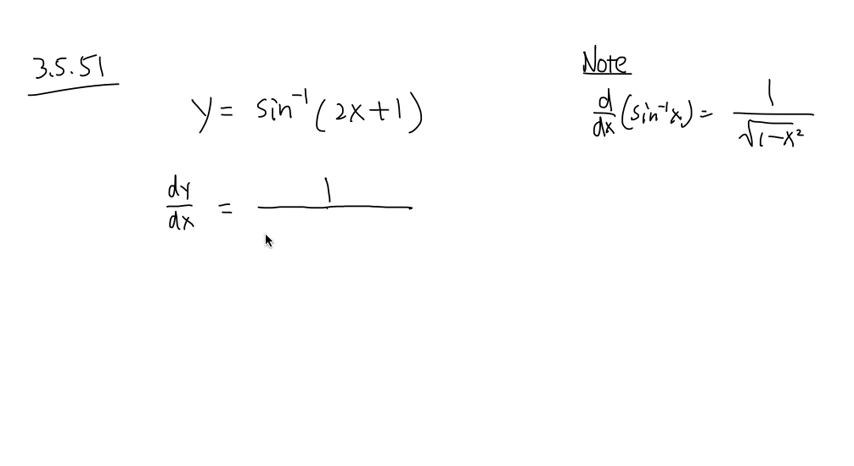 3.5.51
y = sin⁻¹(2x+1)
dy/dx = 1/
Note
d/dx (sin⁻¹x) = 1/√(1-x²)